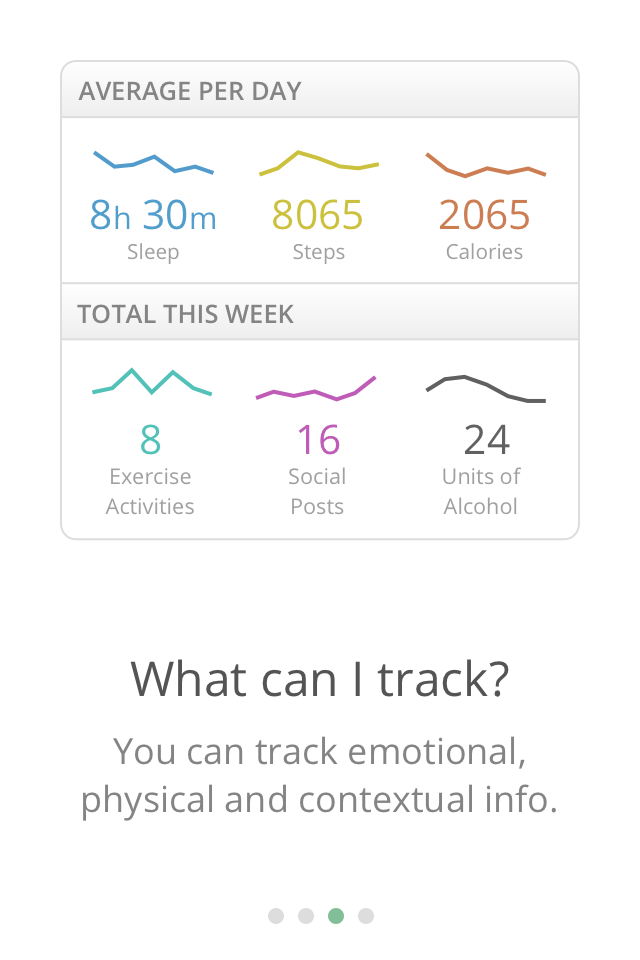 AVERAGE PER DAY
8h 30m 8065 2065
Sleep Steps Calories
TOTAL THIS WEEK
8 16 24
Exercise Social Units of
Activities Posts Alcohol
What can I track?
You can track emotional,
physical and contextual info.